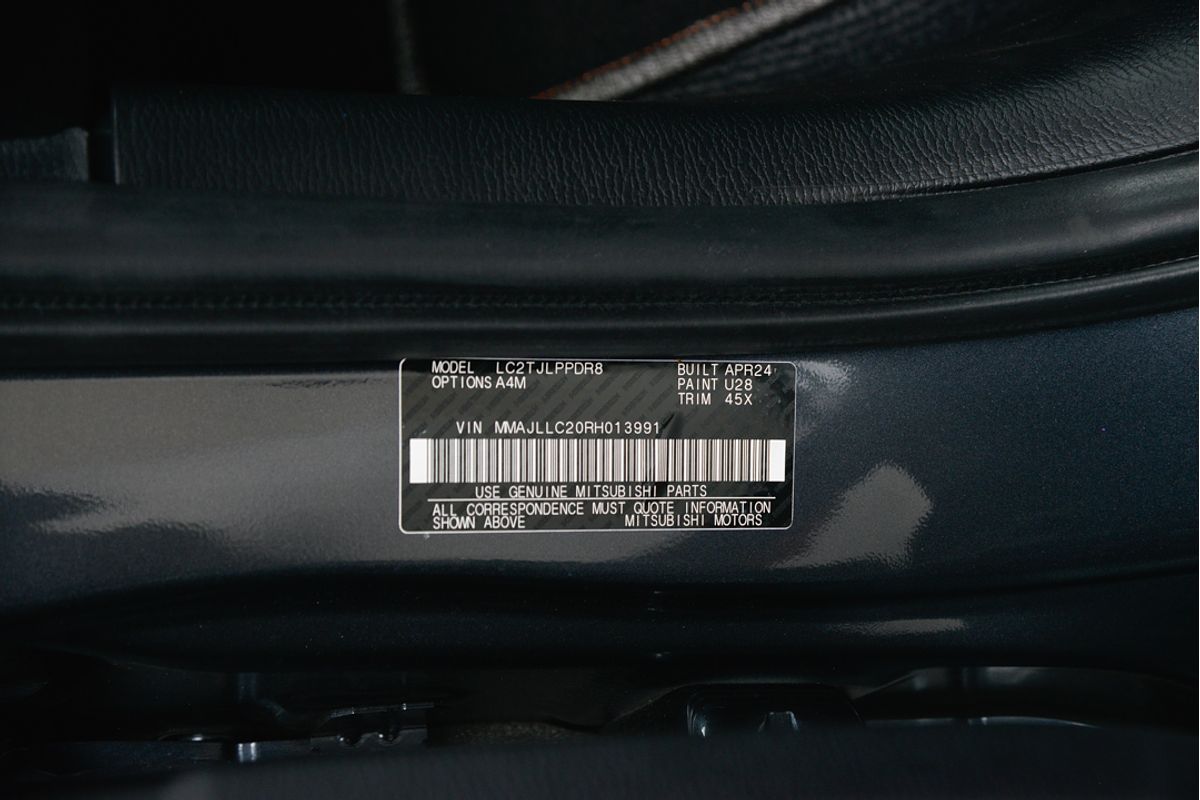 MODEL LC2TJLPPDR8 BUILT APR24
OPTIONS A4M PAINT U28
TRIM 45X
VIN MMAJLLC20RH013991
USE GENUINE MITSUBISHI PARTS
ALL CORRESPONDENCE MUST QUOTE INFORMATION
SHOWN ABOVE MITSUBISHI MOTORS